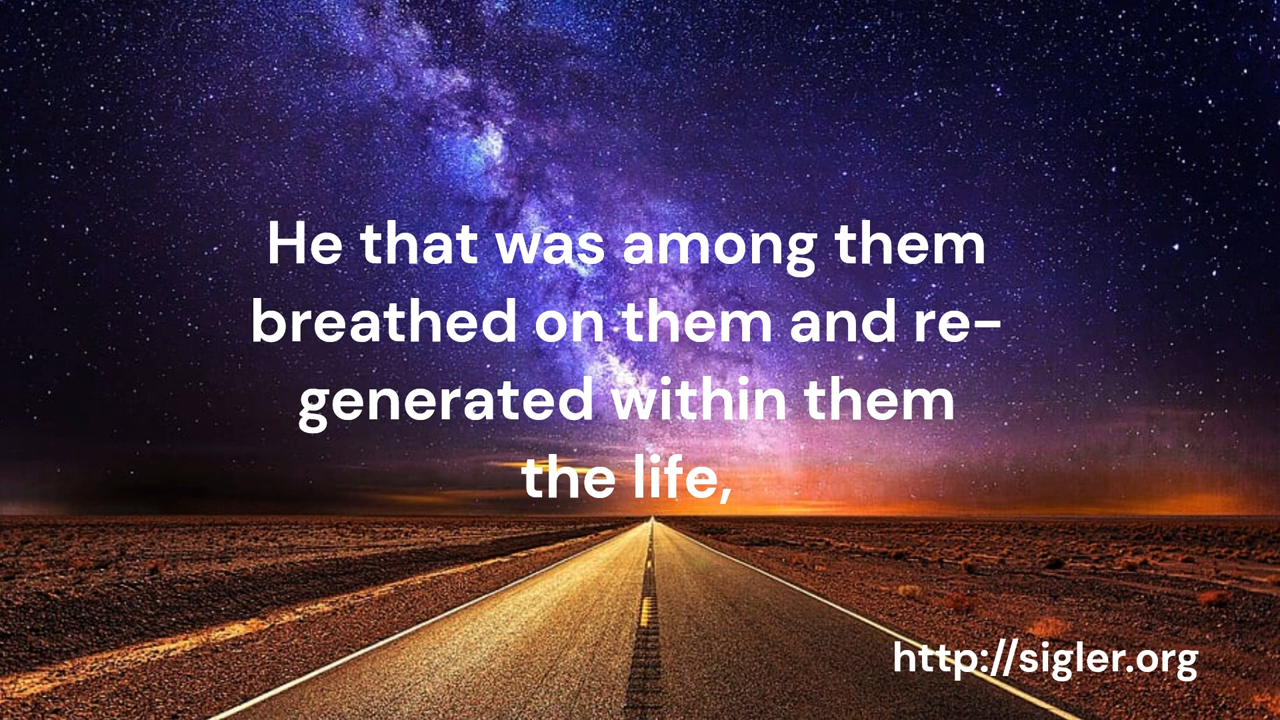 He that was among them
breathed on them and re-
generated within them
the life,
http://sigler.org